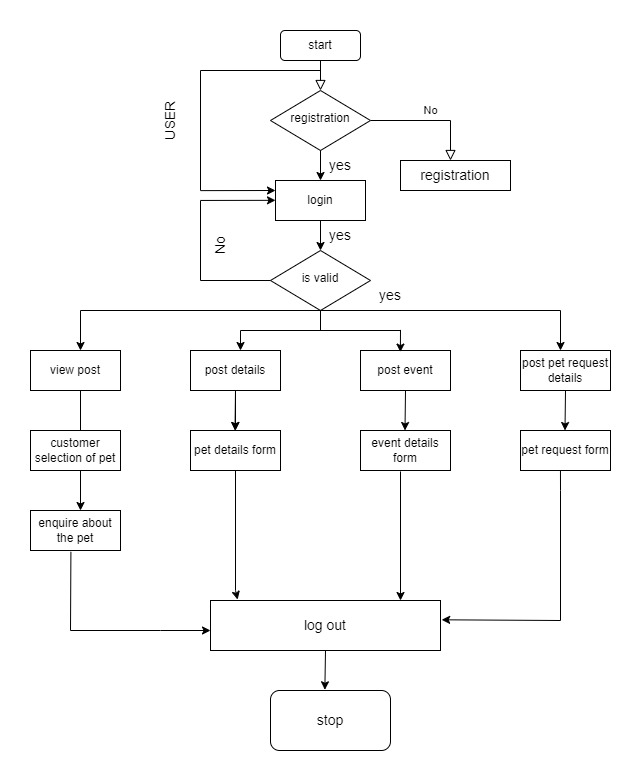 start
USER
registration
No
yes
registration
login
No
yes
is valid
yes
view post
post details
post event
post pet request
details
customer
selection of pet
pet details form
event details
form
pet request form
enquire about
the pet
log out
stop